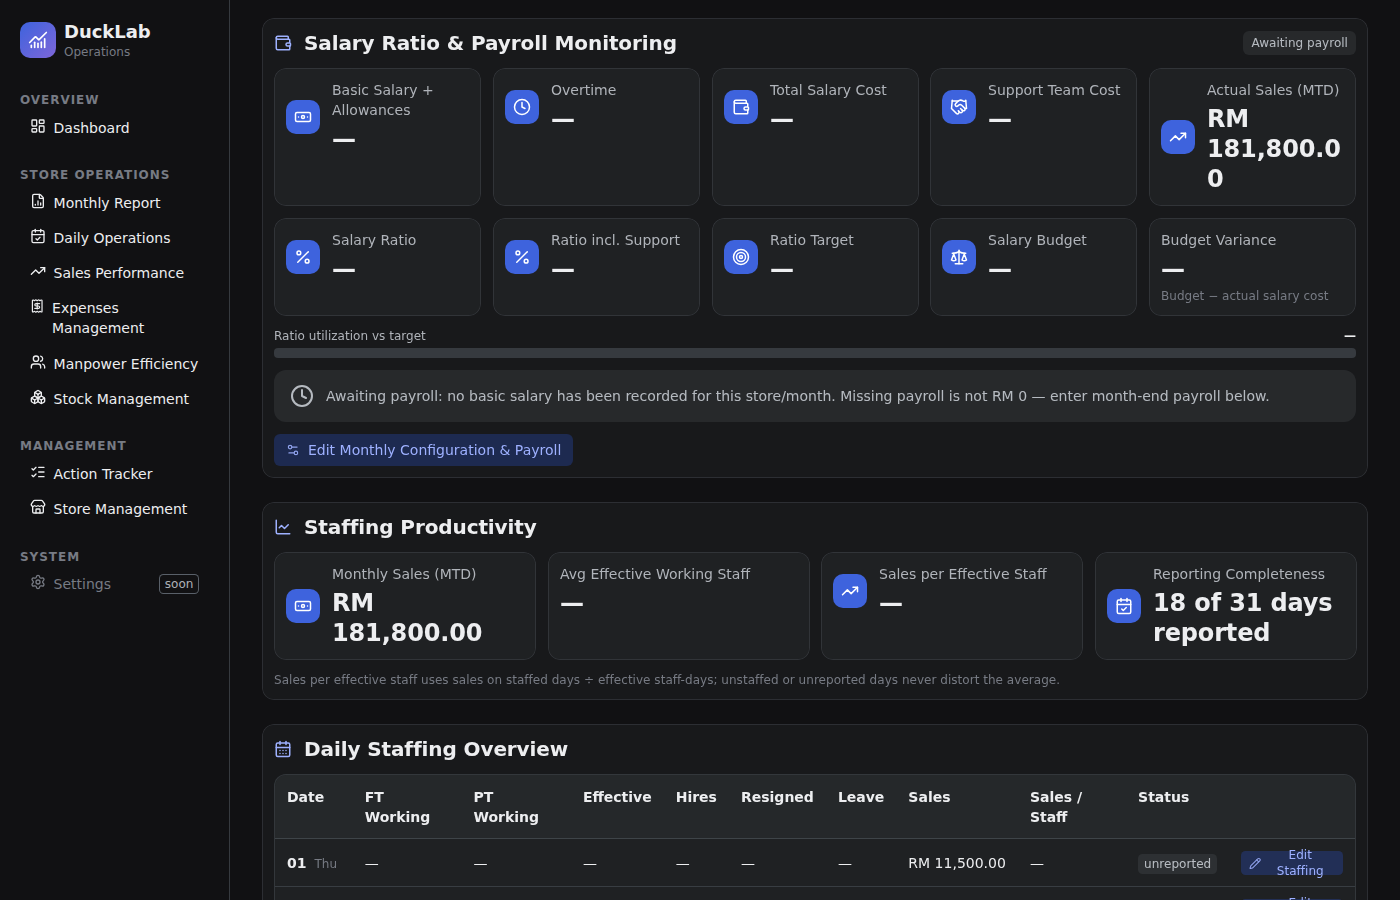 DuckLab
Operations
OVERVIEW
Dashboard
STORE OPERATIONS
Monthly Report
Daily Operations
Sales Performance
Expenses
Management
Manpower Efficiency
Stock Management
MANAGEMENT
Action Tracker
Store Management
SYSTEM
Settings soon
Salary Ratio & Payroll Monitoring
Awaiting payroll
Basic Salary +
Allowances
—
Overtime
—
Total Salary Cost
—
Support Team Cost
—
Actual Sales (MTD)
RM
181,800.0
0
Salary Ratio
—
Ratio incl. Support
—
Ratio Target
—
Salary Budget
—
Budget Variance
—
Budget − actual salary cost
Ratio utilization vs target —
Awaiting payroll: no basic salary has been recorded for this store/month. Missing payroll is not RM 0 — enter month-end payroll below.
Edit Monthly Configuration & Payroll
Staffing Productivity
Monthly Sales (MTD)
RM
181,800.00
Avg Effective Working Staff
—
Sales per Effective Staff
—
Reporting Completeness
18 of 31 days
reported
Sales per effective staff uses sales on staffed days ÷ effective staff-days; unstaffed or unreported days never distort the average.
Daily Staffing Overview
Date FT Working PT Working Effective Hires Resigned Leave Sales Sales / Staff Status
01 Thu — — — — — — RM 11,500.00 — unreported Edit Staffing
Edit